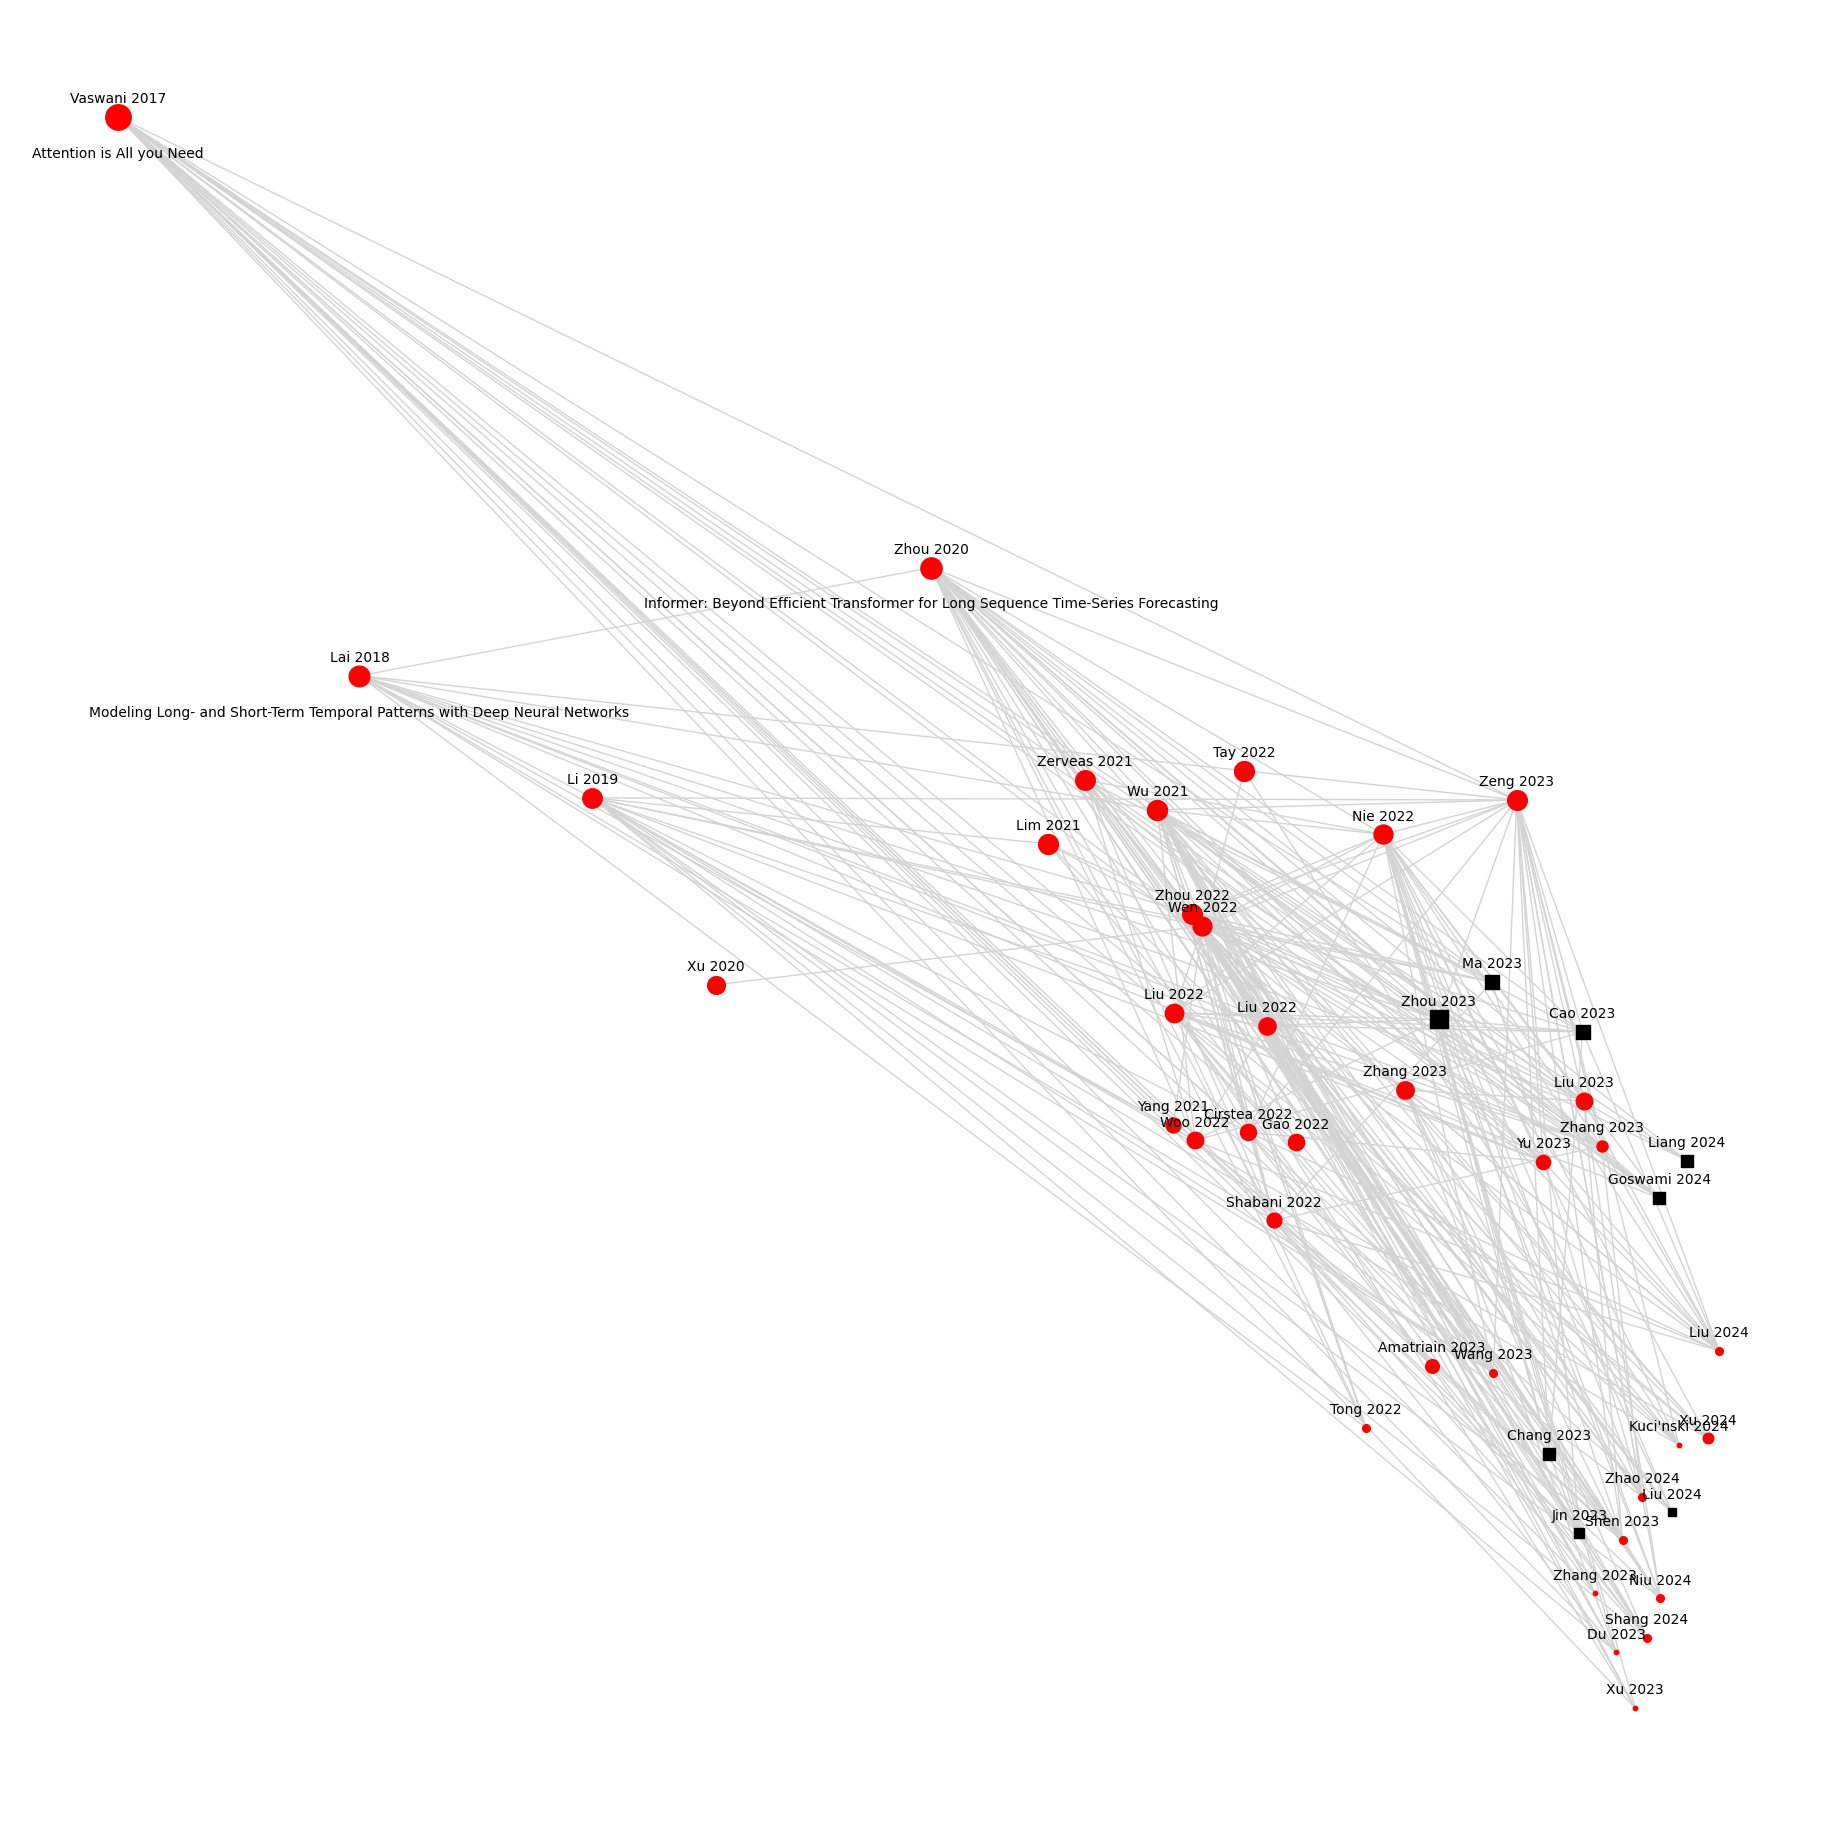 Vaswani 2017
Attention is All you Need
Zhou 2020
Informer: Beyond Efficient Transformer for Long Sequence Time-Series Forecasting
Lai 2018
Modeling Long- and Short-Term Temporal Patterns with Deep Neural Networks
Tay 2022
Zerveas 2021
Li 2019
Zeng 2023
Wu 2021
Nie 2022
Lim 2021
Zhou 2022
Wen 2022
Ma 2023
Xu 2020
Liu 2022
Zhou 2023
Liu 2022
Cao 2023
Zhang 2023
Liu 2023
Yang 2021
Cirstea 2022
Woo 2022
Gao 2022
Zhang 2023
Yu 2023
Liang 2024
Goswami 2024
Shabani 2022
Liu 2024
Amatriain 2023
Wang 2023
Tong 2022
Xu 2024
Kuci'nski 2024
Chang 2023
Zhao 2024
Liu 2024
Jin 2023
Shen 2023
Zhang 2023
Niu 2024
Shang 2024
Du 2023
Xu 2023